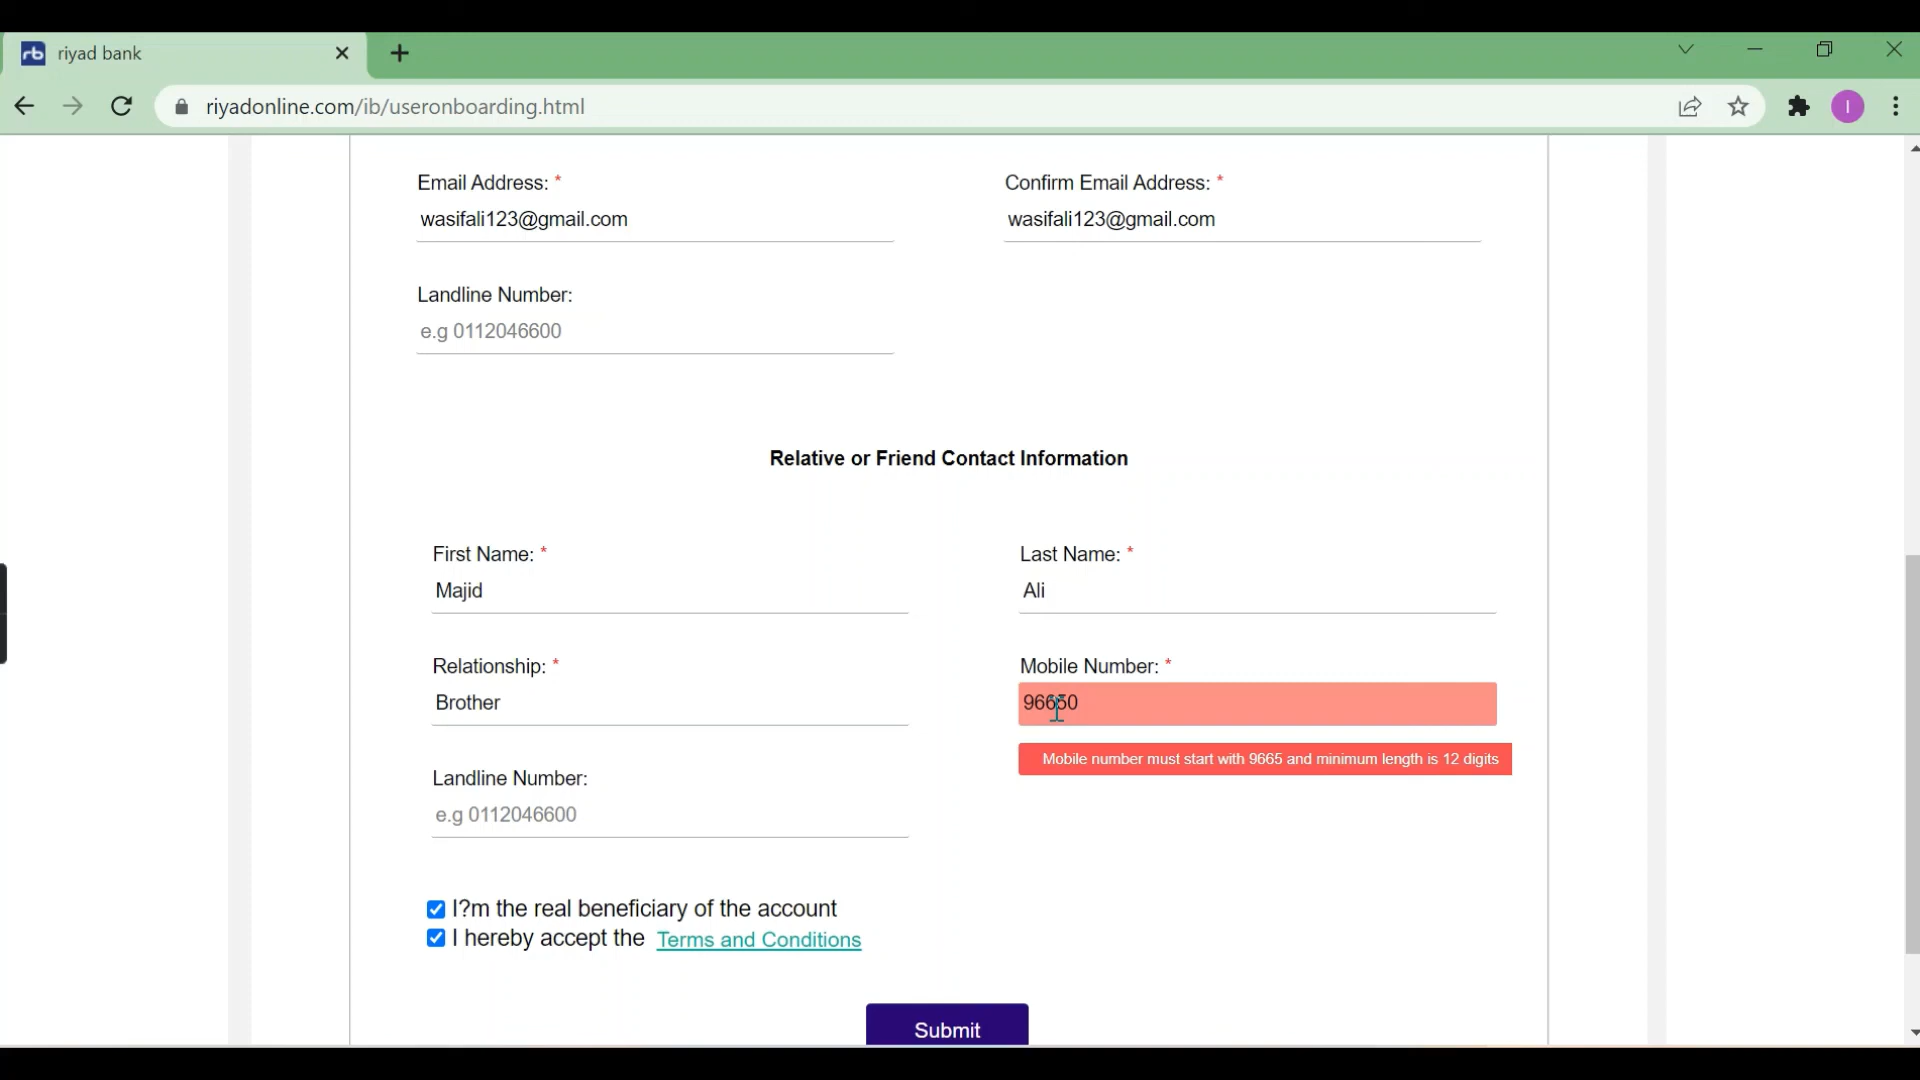 riyad bank
riyadonline.com/ib/useronboarding.html
I
Email Address: *
Confirm Email Address: *
wasifali123@gmail.com
wasifali123@gmail.com
Landline Number:
e.g 0112046600
Relative or Friend Contact Information
First Name: *
Last Name: *
Majid
Ali
Relationship: *
Mobile Number: *
Brother
96650
Mobile number must start with 9665 and minimum length is 12 digits
Landline Number:
e.g 0112046600
I?m the real beneficiary of the account
I hereby accept the Terms and Conditions
Submit